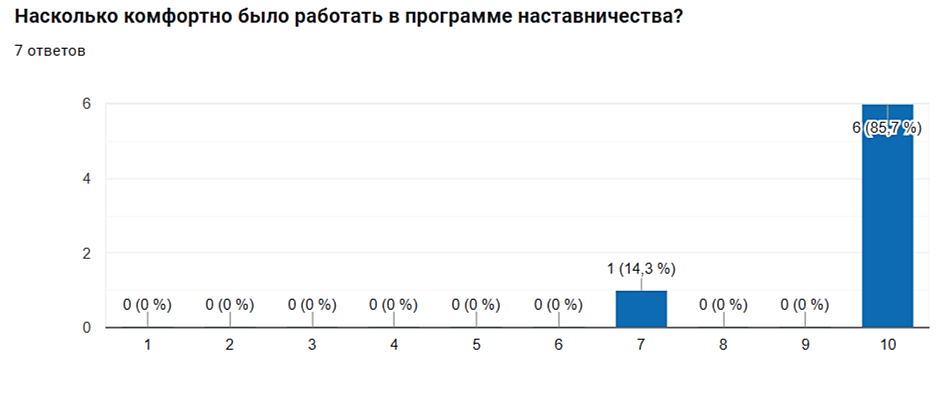 Насколько комфортно было работать в программе наставничества?
7 ответов
6
4
2
0
0 (0 %) 0 (0 %) 0 (0 %) 0 (0 %) 0 (0 %) 0 (0 %) 1 (14,3 %) 0 (0 %) 0 (0 %) 6 (85,7 %)
1 2 3 4 5 6 7 8 9 10